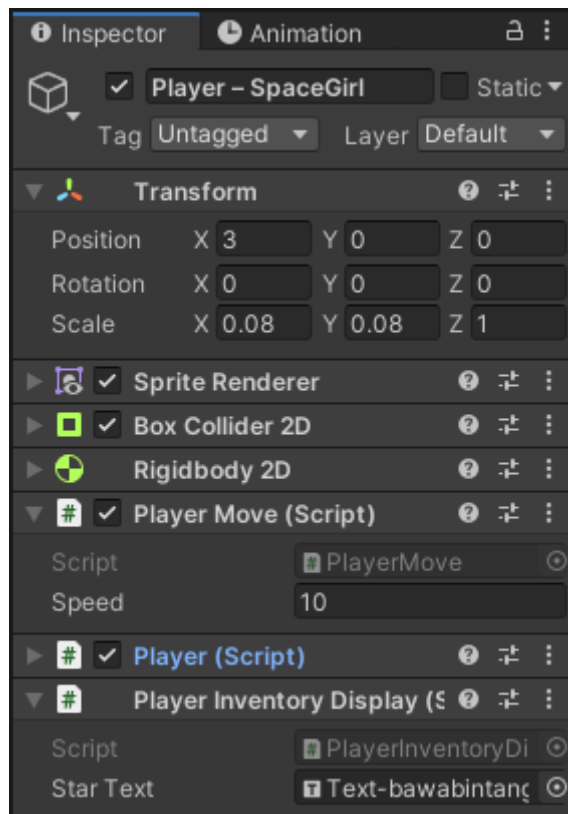 Inspector Animation
Player – SpaceGirl Static
Tag Untagged Layer Default
Transform
Position X 3 Y 0 Z 0
Rotation X 0 Y 0 Z 0
Scale X 0.08 Y 0.08 Z 1
Sprite Renderer
Box Collider 2D
Rigidbody 2D
# Player Move (Script)
Script # PlayerMove
Speed 10
# Player (Script)
# Player Inventory Display (S
Script # PlayerInventoryDi
Star Text T Text-bawabintang